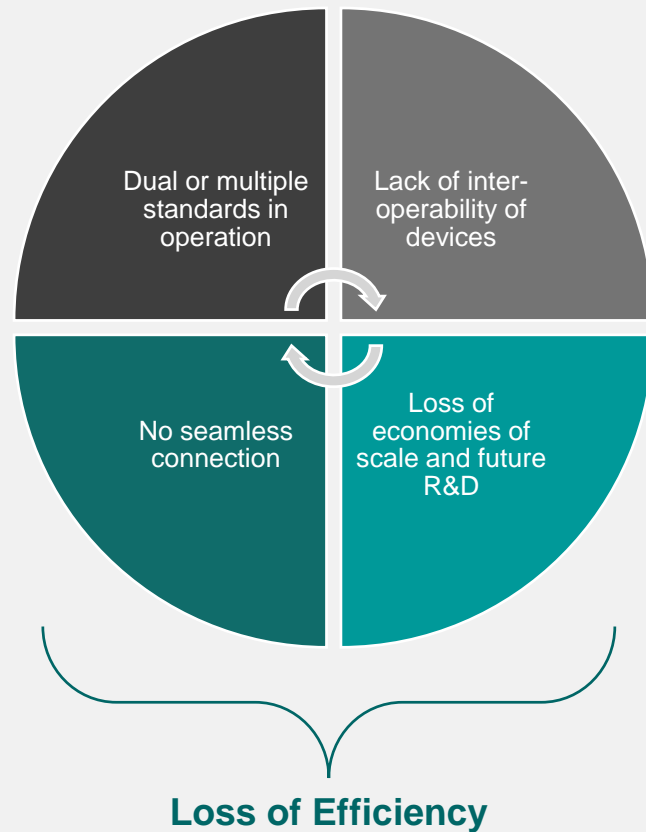 Dual or multiple
standards in
operation
Lack of inter-
operability of
devices
No seamless
connection
Loss of
economies of
scale and future
R&D
Loss of Efficiency